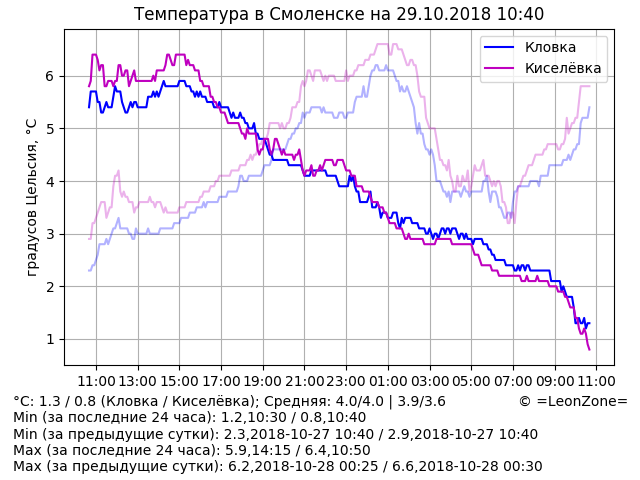 Температура в Смоленске на 29.10.2018 10:40
Кловка
Киселёвка
градусов Цельсия, °C
6
5
4
3
2
1
11:00 13:00 15:00 17:00 19:00 21:00 23:00 01:00 03:00 05:00 07:00 09:00 11:00
°C: 1.3 / 0.8 (Кловка / Киселёвка); Средняя: 4.0/4.0 | 3.9/3.6 © =LeonZone=
Min (за последние 24 часа): 1.2,10:30 / 0.8,10:40
Min (за предыдущие сутки): 2.3,2018-10-27 10:40 / 2.9,2018-10-27 10:40
Max (за последние 24 часа): 5.9,14:15 / 6.4,10:50
Max (за предыдущие сутки): 6.2,2018-10-28 00:25 / 6.6,2018-10-28 00:30